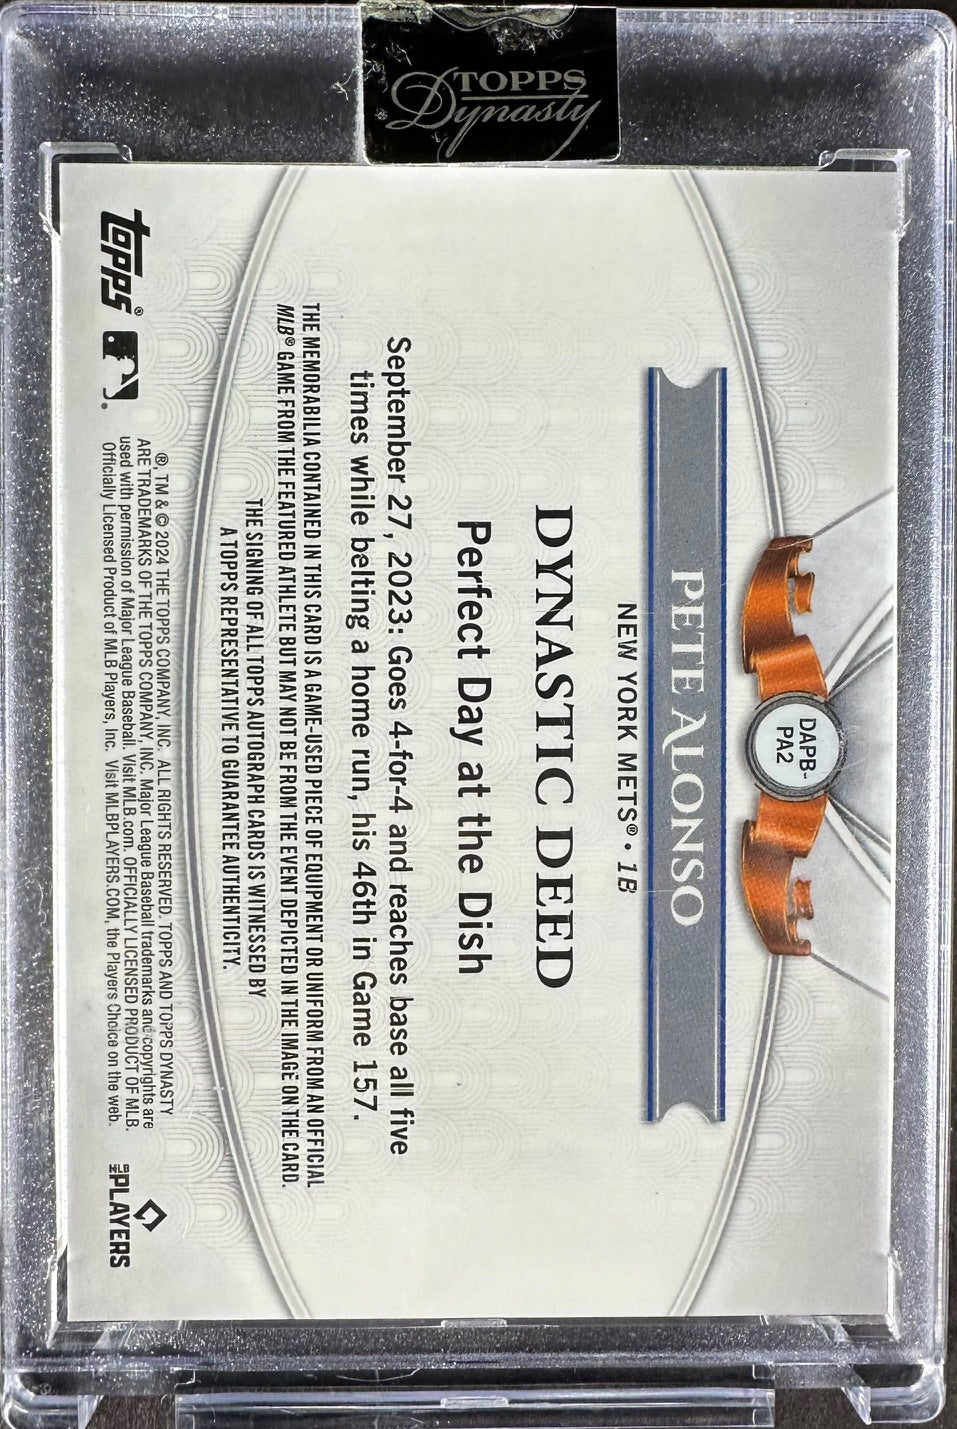 TOPPS
Dynasty
DAPB-
PA2
PETE ALONSO
NEW YORK METS® • 1B
DYNASTIC DEED
Perfect Day at the Dish
September 27, 2023: Goes 4-for-4 and reaches base all five
times while belting a home run, his 46th in Game 157.
THE MEMORABILIA CONTAINED IN THIS CARD IS A GAME-USED PIECE OF EQUIPMENT OR UNIFORM FROM AN OFFICIAL
MLB® GAME FROM THE FEATURED ATHLETE BUT MAY NOT BE FROM THE EVENT DEPICTED IN THE IMAGE ON THE CARD.
THE SIGNING OF ALL TOPPS AUTOGRAPH CARDS IS WITNESSED BY
A TOPPS REPRESENTATIVE TO GUARANTEE AUTHENTICITY.
topps®
®, TM & © 2024 THE TOPPS COMPANY, INC. ALL RIGHTS RESERVED. TOPPS AND TOPPS DYNASTY
ARE TRADEMARKS OF THE TOPPS COMPANY, INC. Major League Baseball trademarks and copyrights are
used with permission of Major League Baseball. Visit MLB.com. OFFICIALLY LICENSED PRODUCT OF MLB.
Officially Licensed Product of MLB Players, Inc. Visit MLBPLAYERS.COM, the Players Choice on the web.
MLB PLAYERS